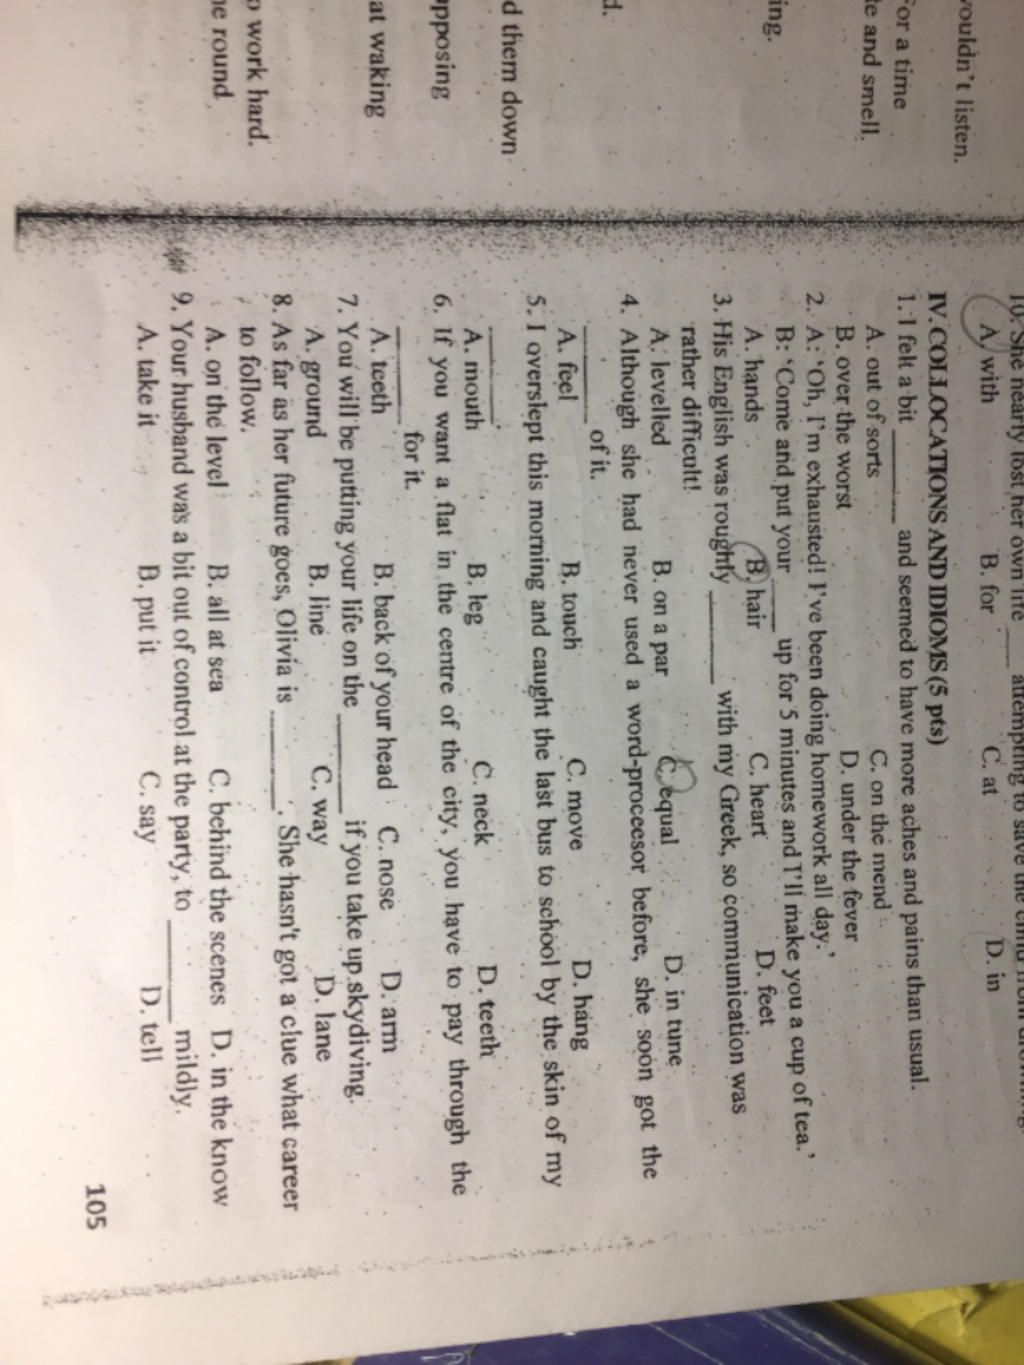 vouldn't listen.
or a time
te and smell.
ing.
d.
d them down
pposing
at waking
o work hard.
ne round
10. She nearly lost her own life ____ attempting to save the child from
A. with B. for C. at D. in
IV. COLLOCATIONS AND IDIOMS (5 pts)
1. I felt a bit ______ and seemed to have more aches and pains than usual.
A. out of sorts C. on the mend
B. over the worst D. under the fever
2. A: 'Oh, I'm exhausted! I've been doing homework all day.'
B: 'Come and put your ____ up for 5 minutes and I'll make you a cup of tea.'
A. hands B. hair C. heart D. feet
3. His English was roughly ______ with my Greek, so communication was
rather difficult!
A. levelled B. on a par C. equal D. in tune
4. Although she had never used a word-proceesor before, she soon got the
______ of it.
A. feel B. touch C. move D. hang
5. I overslept this morning and caught the last bus to school by the skin of my
______.
A. mouth B. leg C. neck D. teeth
6. If you want a flat in the centre of the city, you have to pay through the
______ for it.
A. teeth B. back of your head C. nose D. arm
7. You will be putting your life on the ______ if you take up skydiving.
A. ground B. line C. way D. lane
8. As far as her future goes, Olivia is ______. She hasn't got a clue what career
to follow.
A. on the level B. all at sea C. behind the scenes D. in the know
9. Your husband was a bit out of control at the party, to ______ mildly.
A. take it B. put it C. say D. tell
105